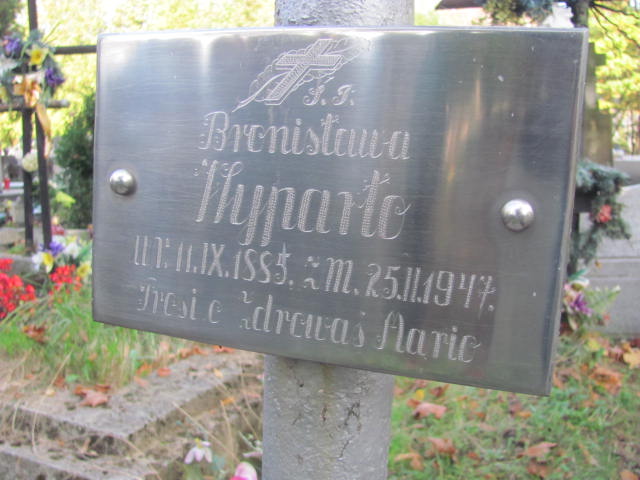 Ś. P.
Bronisława
Wyparło
ur. 11.IX.1885. zm. 25.II.1947.
Prosi o Zdrowaś Mario